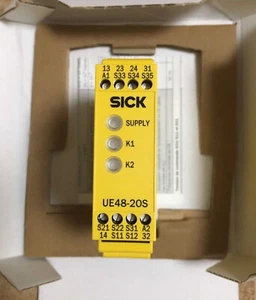 13 23 24 31
A1 S33 S34 S35
SICK
SUPPLY
K1
K2
UE48-20S
S21 S22 S31 A2
14 S11 S12 32